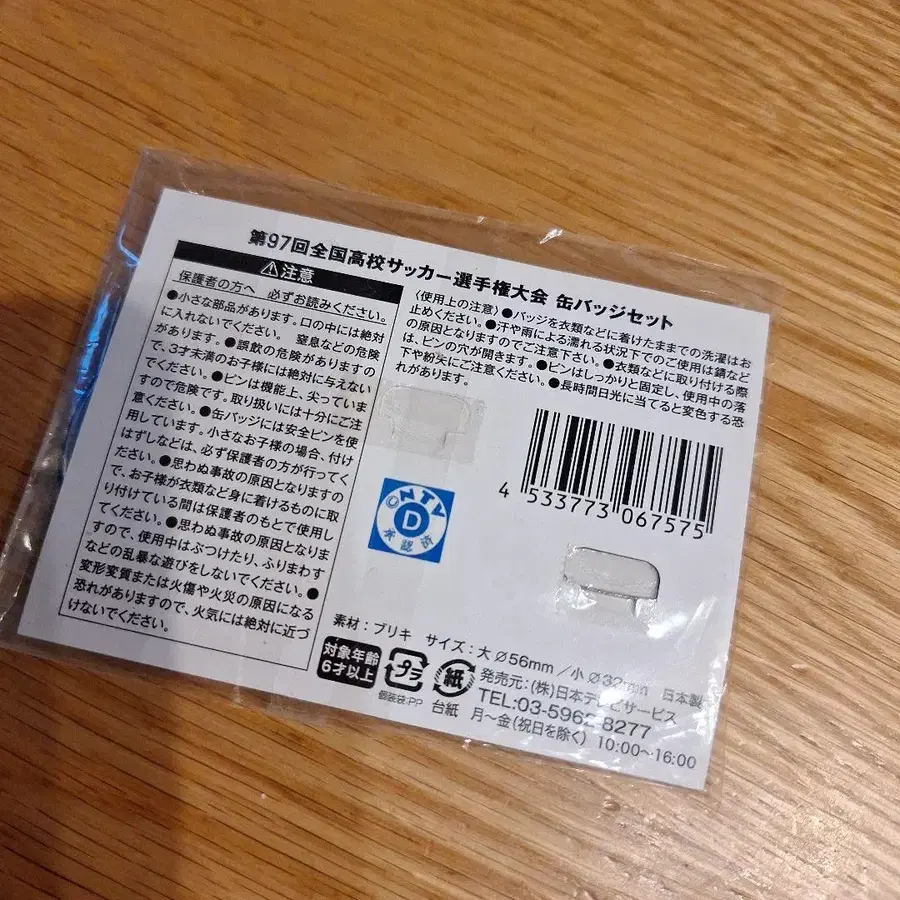 第97回全国高校サッカー選手権大会 缶バッジセット
⚠注意
保護者の方へ 必ずお読みください。
●小さな部品があります。口の中には絶対
に入れないでください。 窒息などの危険
があります。●誤飲の危険がありますの
で、3才未満のお子様には絶対に与えない
でください。●ピンは機能上、尖っていま
すので危険です。取り扱いには十分にご注
意ください。●缶バッジには安全ピンを使
用しています。小さなお子様の場合、付け
はずしなどは、必ず保護者の方が行ってく
ださい。●思わぬ事故の原因となりますの
で、お子様が衣類など身に着けるものに取
り付けている間は保護者のもとで使用し
てください。●思わぬ事故の原因となりま
すので、使用中はぶつけたり、ふりまわす
などの乱暴な遊びをしないでください。●
変形変質または火傷や火災の原因になる
恐れがありますので、火気には絶対に近づ
けないでください。
〈使用上の注意〉●バッジを衣類などに着けたままでの洗濯はお
止めください。●汗や雨による濡れる状況下でのご使用は錆など
の原因となりますのでご注意下さい。●衣類などに取り付ける際
は、ピンの穴が開きます。●ピンはしっかりと固定し、使用中の落
下や紛失にご注意ください。●長時間日光に当てると変色する恐
れがあります。
4 533773 067575
©NTV
D
承認済
素材:ブリキ サイズ:大 Ø56mm/小 Ø32mm 日本製
対象年齢
6才以上
プラ
個装袋:PP
紙
台紙
発売元:(株)日本テレビサービス
TEL:03-5962-8277
月〜金(祝日を除く) 10:00〜16:00